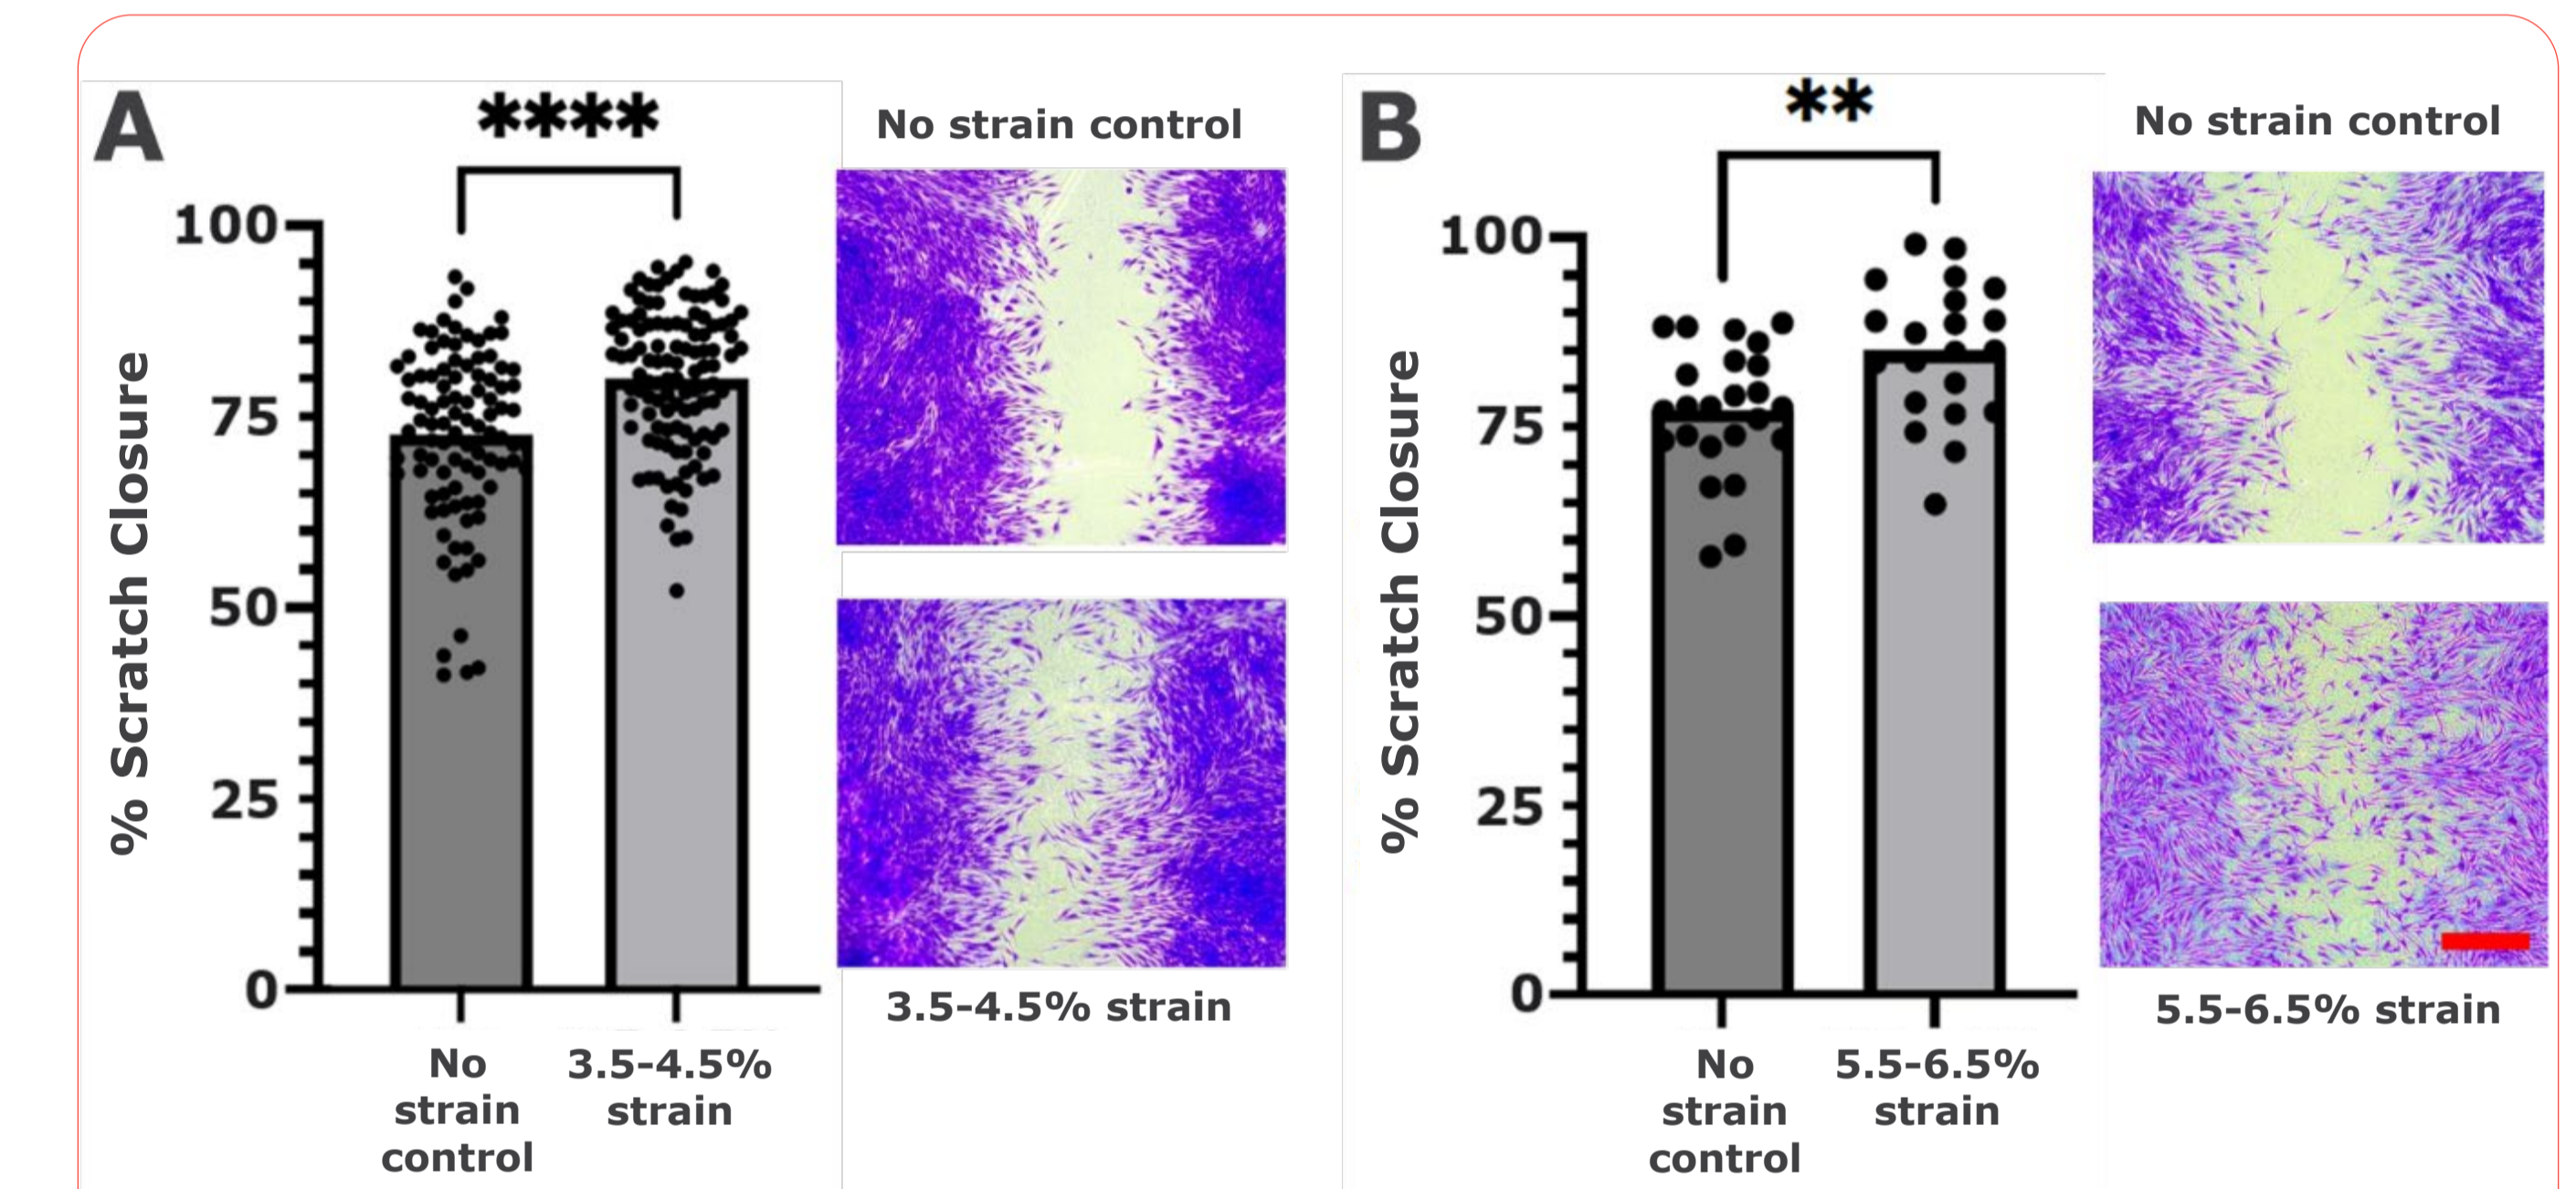 A
****
% Scratch Closure
100
75
50
25
0
No
strain
control
3.5-4.5%
strain
No strain control
3.5-4.5% strain
B
**
% Scratch Closure
100
75
50
25
0
No
strain
control
5.5-6.5%
strain
No strain control
5.5-6.5% strain